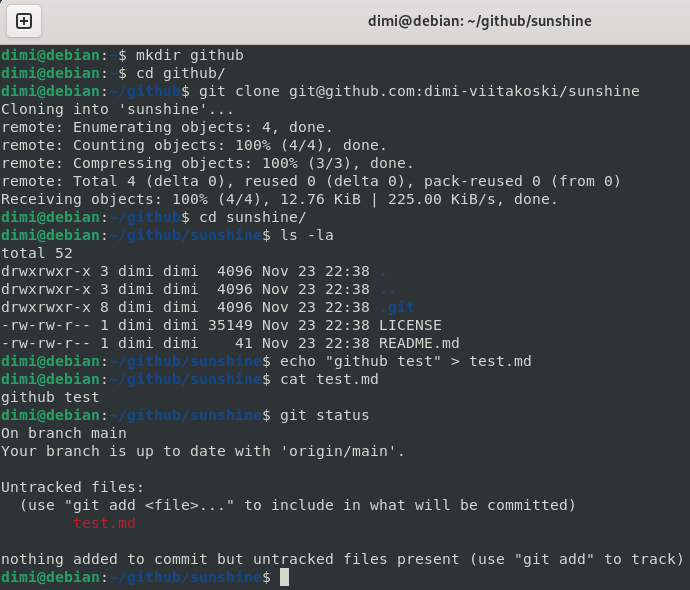 dimi@debian: ~/github/sunshine
dimi@debian:~$ mkdir github
dimi@debian:~$ cd github/
dimi@debian:~/github$ git clone git@github.com:dimi-viitakoski/sunshine
Cloning into 'sunshine'...
remote: Enumerating objects: 4, done.
remote: Counting objects: 100% (4/4), done.
remote: Compressing objects: 100% (3/3), done.
remote: Total 4 (delta 0), reused 0 (delta 0), pack-reused 0 (from 0)
Receiving objects: 100% (4/4), 12.76 KiB | 225.00 KiB/s, done.
dimi@debian:~/github$ cd sunshine/
dimi@debian:~/github/sunshine$ ls -la
total 52
drwxrwxr-x 3 dimi dimi  4096 Nov 23 22:38 .
drwxrwxr-x 3 dimi dimi  4096 Nov 23 22:38 ..
drwxrwxr-x 8 dimi dimi  4096 Nov 23 22:38 .git
-rw-rw-r-- 1 dimi dimi 35149 Nov 23 22:38 LICENSE
-rw-rw-r-- 1 dimi dimi    41 Nov 23 22:38 README.md
dimi@debian:~/github/sunshine$ echo "github test" > test.md
dimi@debian:~/github/sunshine$ cat test.md
github test
dimi@debian:~/github/sunshine$ git status
On branch main
Your branch is up to date with 'origin/main'.
Untracked files:
  (use "git add <file>..." to include in what will be committed)
        test.md
nothing added to commit but untracked files present (use "git add" to track)
dimi@debian:~/github/sunshine$